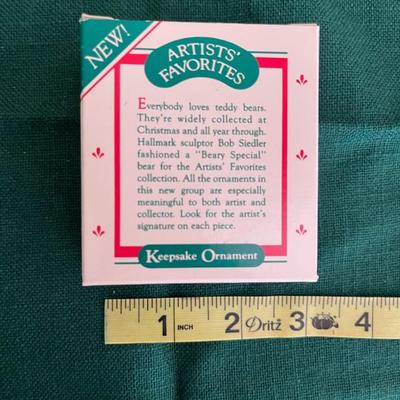 NEW!
ARTISTS'
FAVORITES
Everybody loves teddy bears.
They're widely collected at
Christmas and all year through.
Hallmark sculptor Bob Siedler
fashioned a "Beary Special"
bear for the Artists' Favorites
collection. All the ornaments in
this new group are especially
meaningful to both artist and
collector. Look for the artist's
signature on each piece.
Keepsake Ornament
1 INCH 2 Dritz 3 4